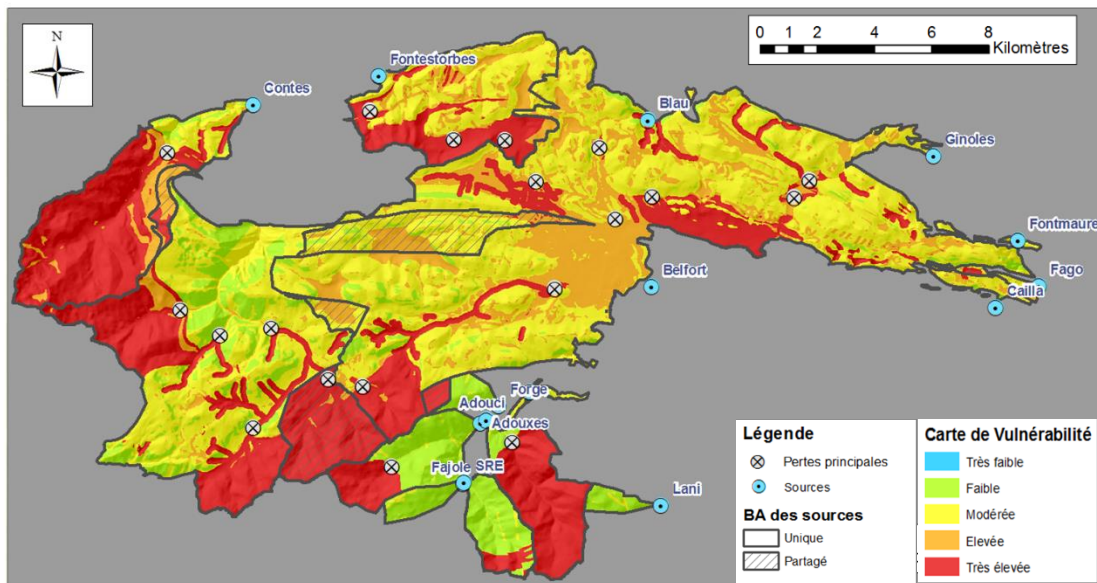 N
0 1 2 4 6 8
Kilomètres
Fontestorbes
Contes
Blau
Ginoles
Fontmaure
Fago
Belfort
Cailla
Forge
Adouci
Adouxes
Fajole SRE
Lani
Légende
Pertes principales
Sources
BA des sources
Unique
Partagé
Carte de Vulnérabilité
Très faible
Faible
Modérée
Elevée
Très élevée